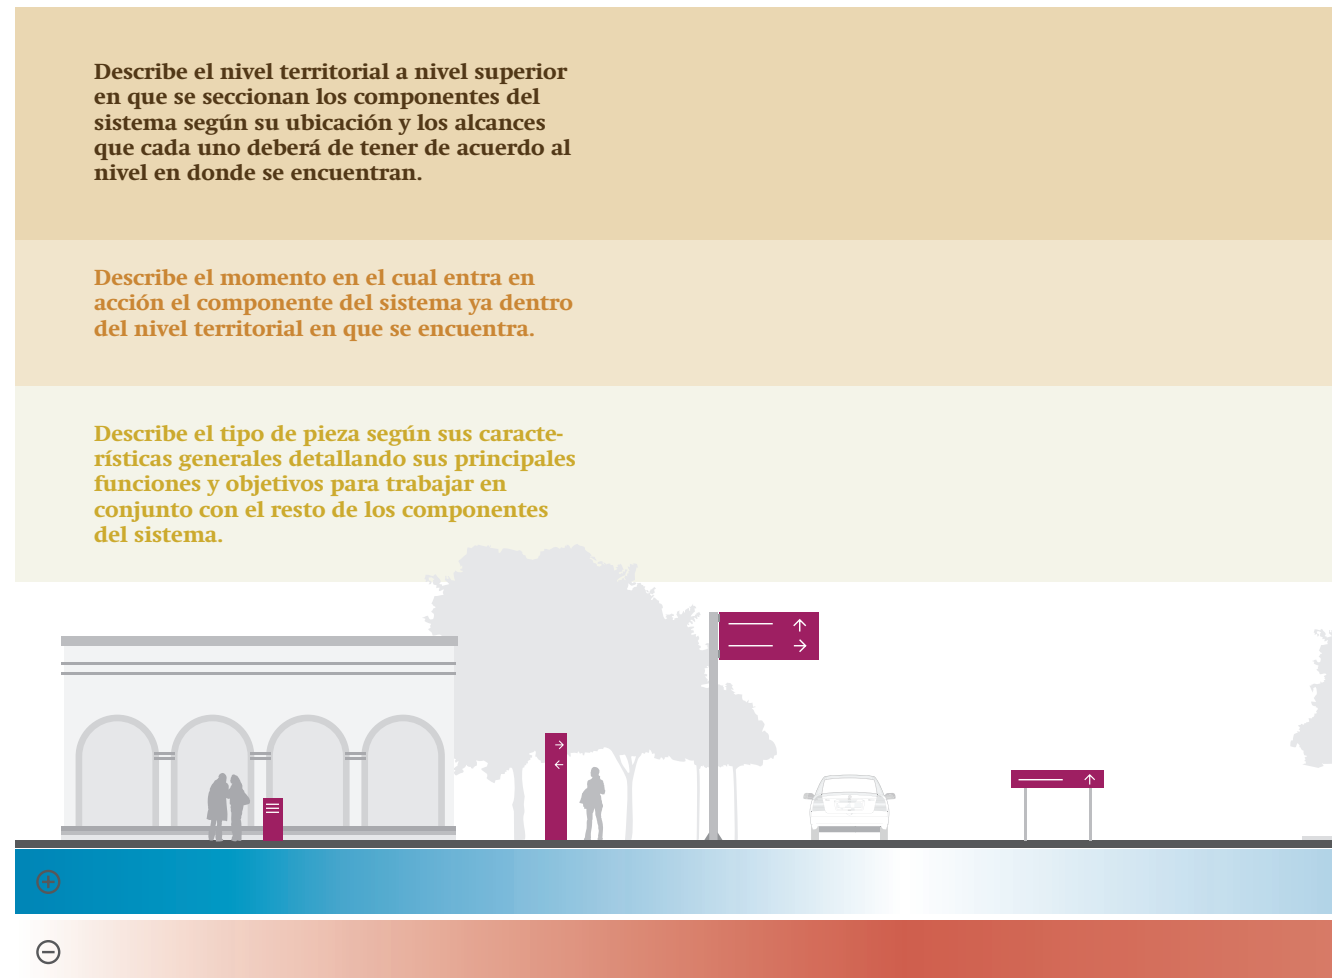 Describe el nivel territorial a nivel superior
en que se seccionan los componentes del
sistema según su ubicación y los alcances
que cada uno deberá de tener de acuerdo al
nivel en donde se encuentran.
Describe el momento en el cual entra en
acción el componente del sistema ya dentro
del nivel territorial en que se encuentra.
Describe el tipo de pieza según sus caracte-
rísticas generales detallando sus principales
funciones y objetivos para trabajar en
conjunto con el resto de los componentes
del sistema.